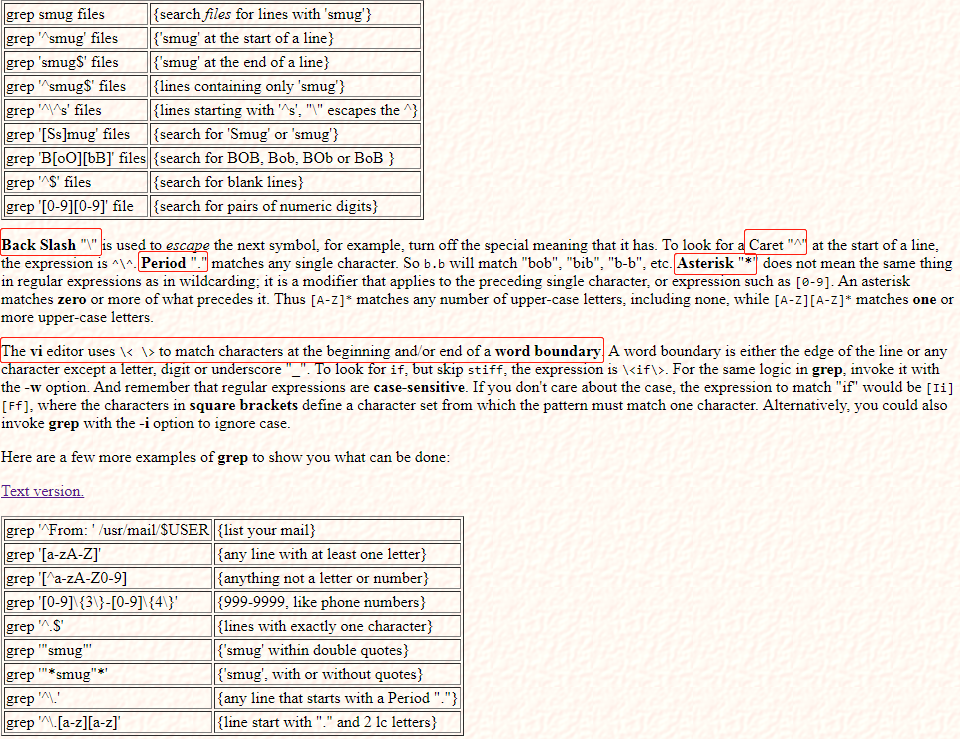 grep smug files {search files for lines with 'smug'}
grep '^smug' files {'smug' at the start of a line}
grep 'smug$' files {'smug' at the end of a line}
grep '^smug$' files {lines containing only 'smug'}
grep '^\^s' files {lines starting with '^s', "\" escapes the ^}
grep '[Ss]mug' files {search for 'Smug' or 'smug'}
grep 'B[oO][bB]' files {search for BOB, Bob, BOb or BoB }
grep '^$' files {search for blank lines}
grep '[0-9][0-9]' file {search for pairs of numeric digits}
Back Slash "\" is used to escape the next symbol, for example, turn off the special meaning that it has. To look for a Caret "^" at the start of a line,
the expression is ^\^. Period "." matches any single character. So b.b will match "bob", "bib", "b-b", etc. Asterisk "*" does not mean the same thing
in regular expressions as in wildcarding; it is a modifier that applies to the preceding single character, or expression such as [0-9]. An asterisk
matches zero or more of what precedes it. Thus [A-Z]* matches any number of upper-case letters, including none, while [A-Z][A-Z]* matches one or
more upper-case letters.
The vi editor uses \< \> to match characters at the beginning and/or end of a word boundary. A word boundary is either the edge of the line or any
character except a letter, digit or underscore "_". To look for if, but skip stiff, the expression is \<if\>. For the same logic in grep, invoke it with
the -w option. And remember that regular expressions are case-sensitive. If you don't care about the case, the expression to match "if" would be [Ii]
[Ff], where the characters in square brackets define a character set from which the pattern must match one character. Alternatively, you could also
invoke grep with the -i option to ignore case.
Here are a few more examples of grep to show you what can be done:
Text version.
grep '^From: ' /usr/mail/$USER {list your mail}
grep '[a-zA-Z]' {any line with at least one letter}
grep '[^a-zA-Z0-9] {anything not a letter or number}
grep '[0-9]\{3\}-[0-9]\{4\}' {999-9999, like phone numbers}
grep '^.$' {lines with exactly one character}
grep '"smug"' {'smug' within double quotes}
grep '"*smug"*' {'smug', with or without quotes}
grep '^\.' {any line that starts with a Period "."}
grep '^\.[a-z][a-z]' {line start with "." and 2 lc letters}